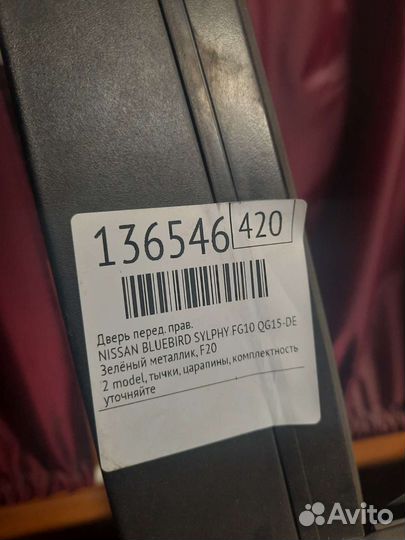 136546 420
Дверь перед. прав.
NISSAN BLUEBIRD SYLPHY FG10 QG15-DE
Зелёный металлик, F20
2 model, тычки, царапины, комплектность
уточняйте
Avito